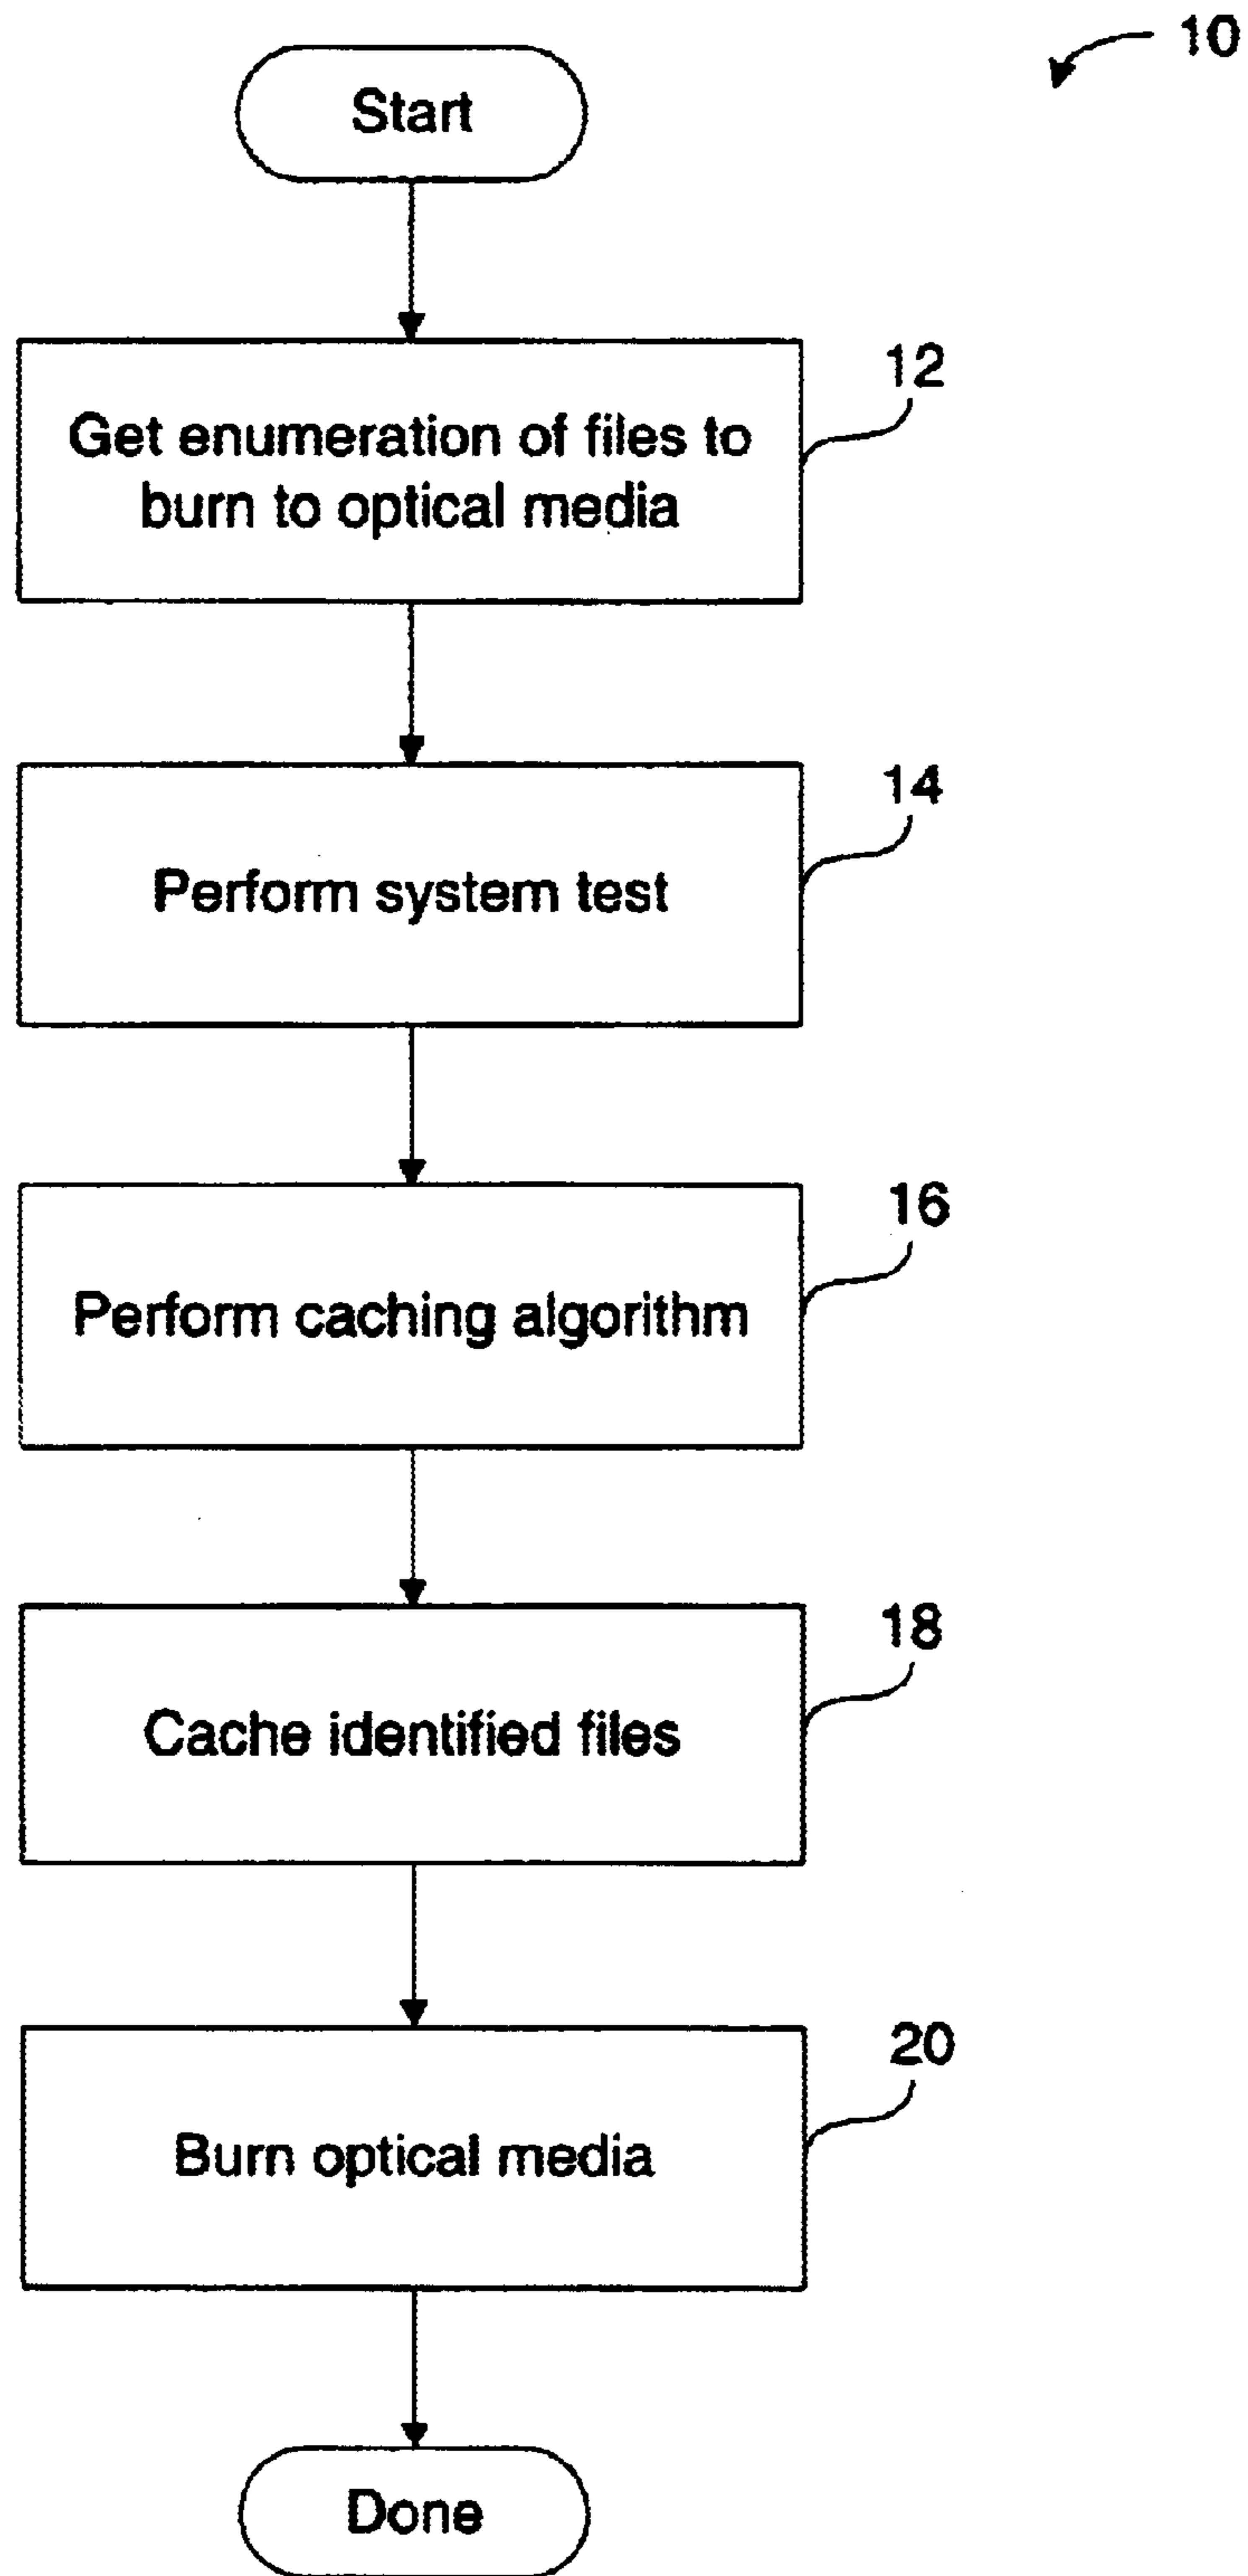 10
Start
12
Get enumeration of files to
burn to optical media
14
Perform system test
16
Perform caching algorithm
18
Cache identified files
20
Burn optical media
Done